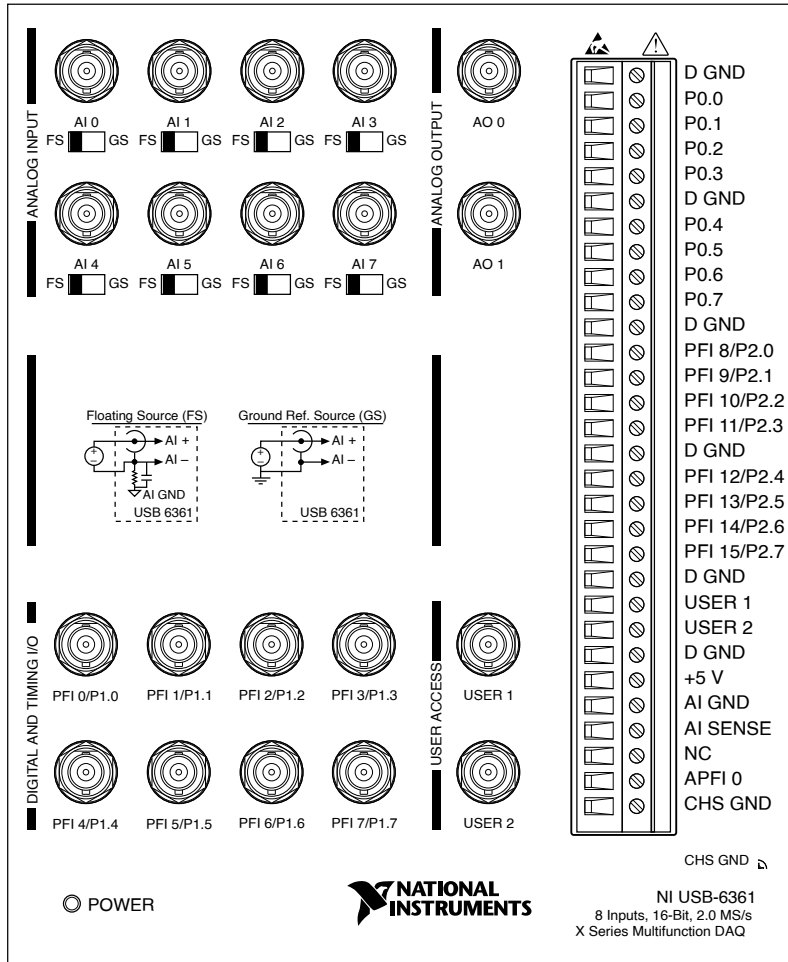 ANALOG INPUT
AI 0 AI 1 AI 2 AI 3
FS GS FS GS FS GS FS GS
AI 4 AI 5 AI 6 AI 7
FS GS FS GS FS GS FS GS
ANALOG OUTPUT
AO 0
AO 1
Floating Source (FS)
AI +
AI –
AI GND
USB 6361
Ground Ref. Source (GS)
AI +
AI –
USB 6361
DIGITAL AND TIMING I/O
PFI 0/P1.0 PFI 1/P1.1 PFI 2/P1.2 PFI 3/P1.3
PFI 4/P1.4 PFI 5/P1.5 PFI 6/P1.6 PFI 7/P1.7
USER ACCESS
USER 1
USER 2
D GND
P0.0
P0.1
P0.2
P0.3
D GND
P0.4
P0.5
P0.6
P0.7
D GND
PFI 8/P2.0
PFI 9/P2.1
PFI 10/P2.2
PFI 11/P2.3
D GND
PFI 12/P2.4
PFI 13/P2.5
PFI 14/P2.6
PFI 15/P2.7
D GND
USER 1
USER 2
D GND
+5 V
AI GND
AI SENSE
NC
APFI 0
CHS GND
CHS GND
POWER
NATIONAL
INSTRUMENTS
NI USB-6361
8 Inputs, 16-Bit, 2.0 MS/s
X Series Multifunction DAQ